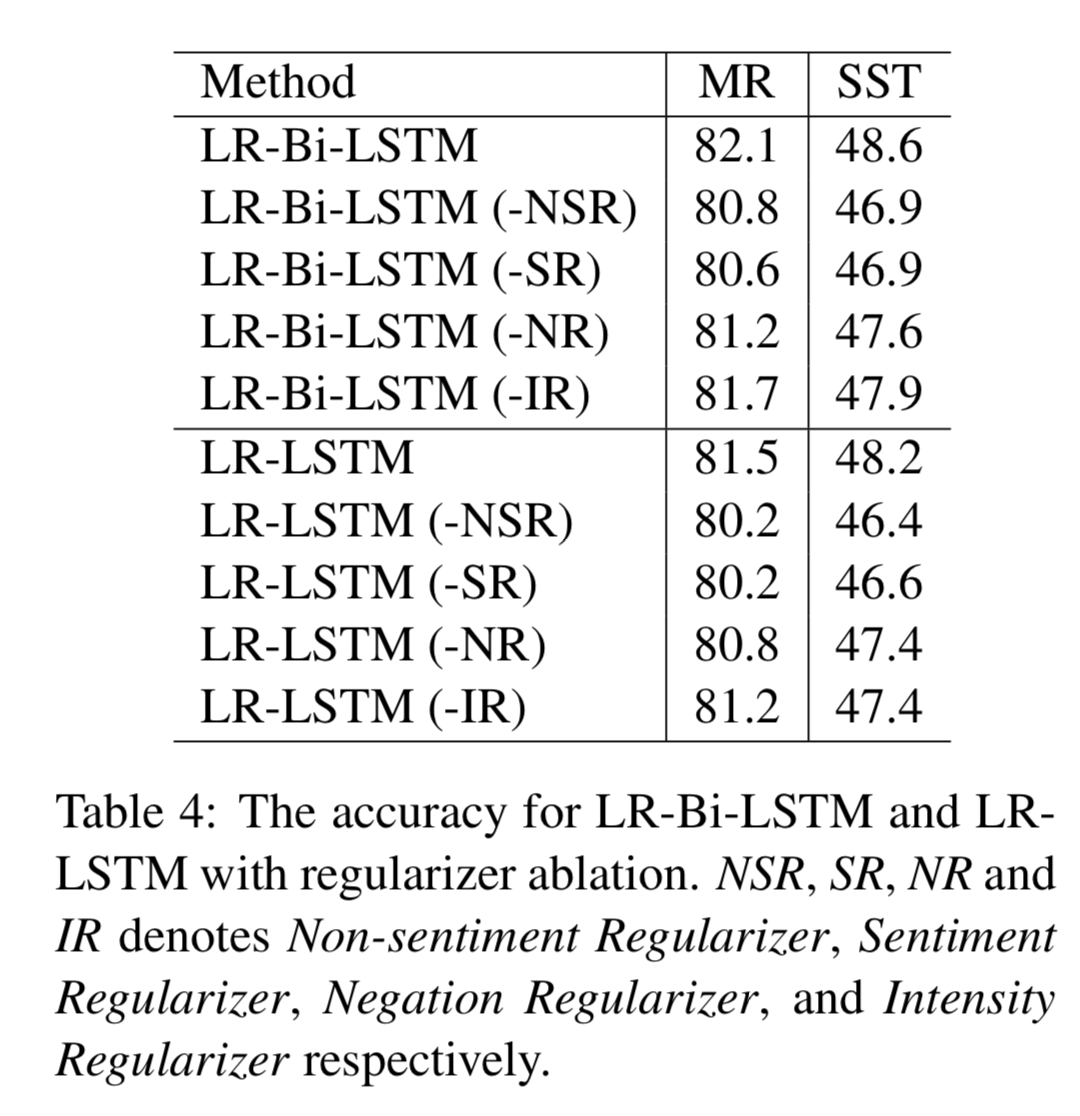 Method MR SST
LR-Bi-LSTM 82.1 48.6
LR-Bi-LSTM (-NSR) 80.8 46.9
LR-Bi-LSTM (-SR) 80.6 46.9
LR-Bi-LSTM (-NR) 81.2 47.6
LR-Bi-LSTM (-IR) 81.7 47.9
LR-LSTM 81.5 48.2
LR-LSTM (-NSR) 80.2 46.4
LR-LSTM (-SR) 80.2 46.6
LR-LSTM (-NR) 80.8 47.4
LR-LSTM (-IR) 81.2 47.4
Table 4: The accuracy for LR-Bi-LSTM and LR-
LSTM with regularizer ablation. NSR, SR, NR and
IR denotes Non-sentiment Regularizer, Sentiment
Regularizer, Negation Regularizer, and Intensity
Regularizer respectively.